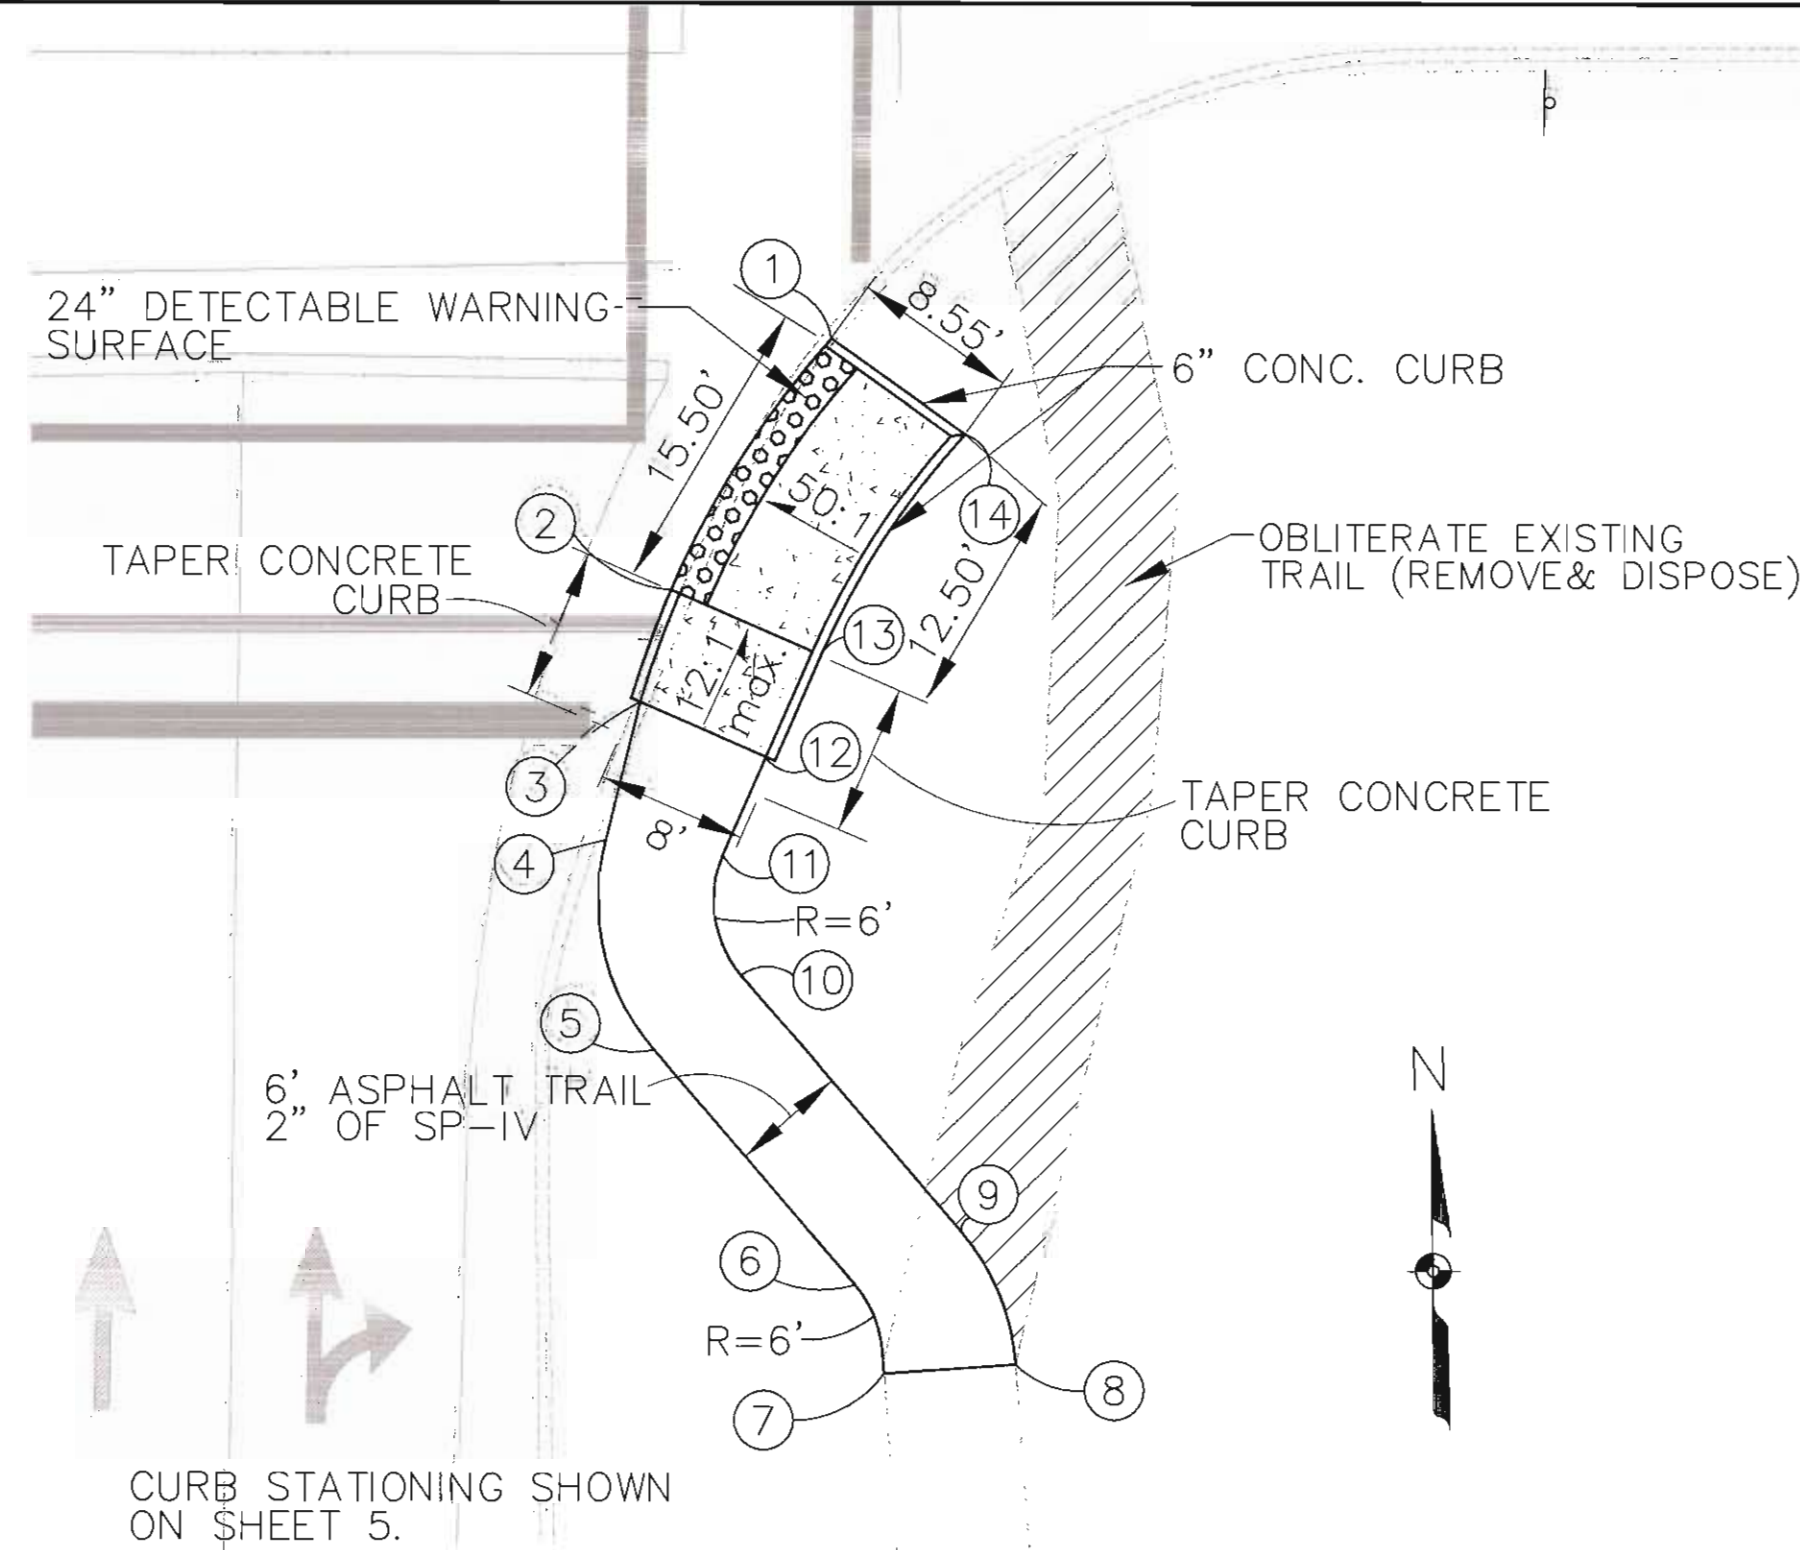 1
8.55'
24" DETECTABLE WARNING
SURFACE
6" CONC. CURB
15.50'
50:1
14
2
TAPER CONCRETE
CURB
OBLITERATE EXISTING
TRAIL (REMOVE& DISPOSE)
12.50'
13
12:1
max.
12
3
TAPER CONCRETE
CURB
8'
4
11
R=6'
10
5
N
6' ASPHALT TRAIL
2" OF SP-IV
9
6
R=6'
8
7
CURB STATIONING SHOWN
ON SHEET 5.